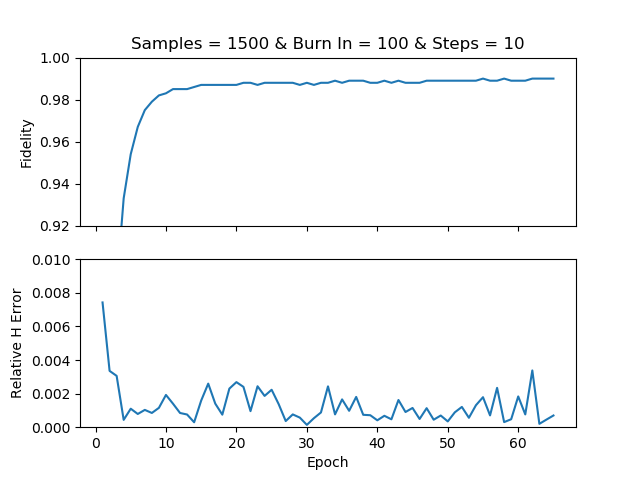 Samples = 1500 & Burn In = 100 & Steps = 10
1.00
0.98
0.96
0.94
0.92
Fidelity
0.010
0.008
0.006
0.004
0.002
0.000
Relative H Error
0 10 20 30 40 50 60
Epoch